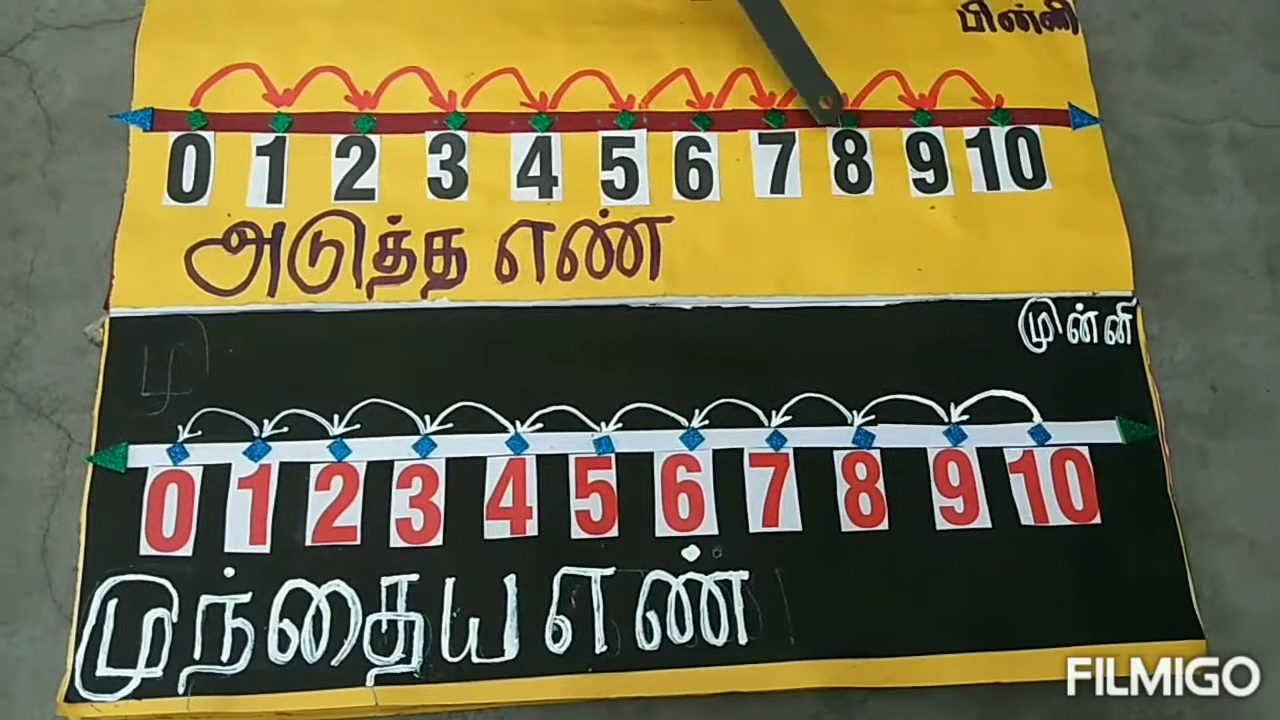 பின்னி
0 1 2 3 4 5 6 7 8 9 10
அடுத்த எண்
முன்னி
0 1 2 3 4 5 6 7 8 9 10
முந்தைய எண்
FILMIGO